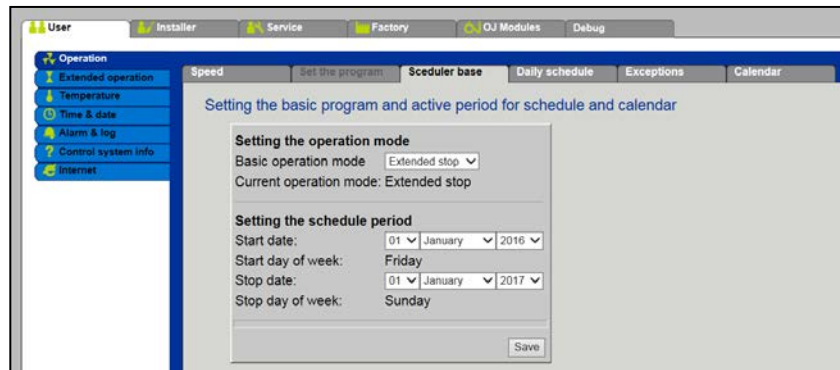 User Installer Service Factory OJ Modules Debug
Operation
Extended operation
Temperature
Time & date
Alarm & log
Control system info
Internet
Speed Set the program Sceduler base Daily schedule Exceptions Calendar
Setting the basic program and active period for schedule and calendar
Setting the operation mode
Basic operation mode Extended stop
Current operation mode: Extended stop
Setting the schedule period
Start date: 01 January 2016
Start day of week: Friday
Stop date: 01 January 2017
Stop day of week: Sunday
Save